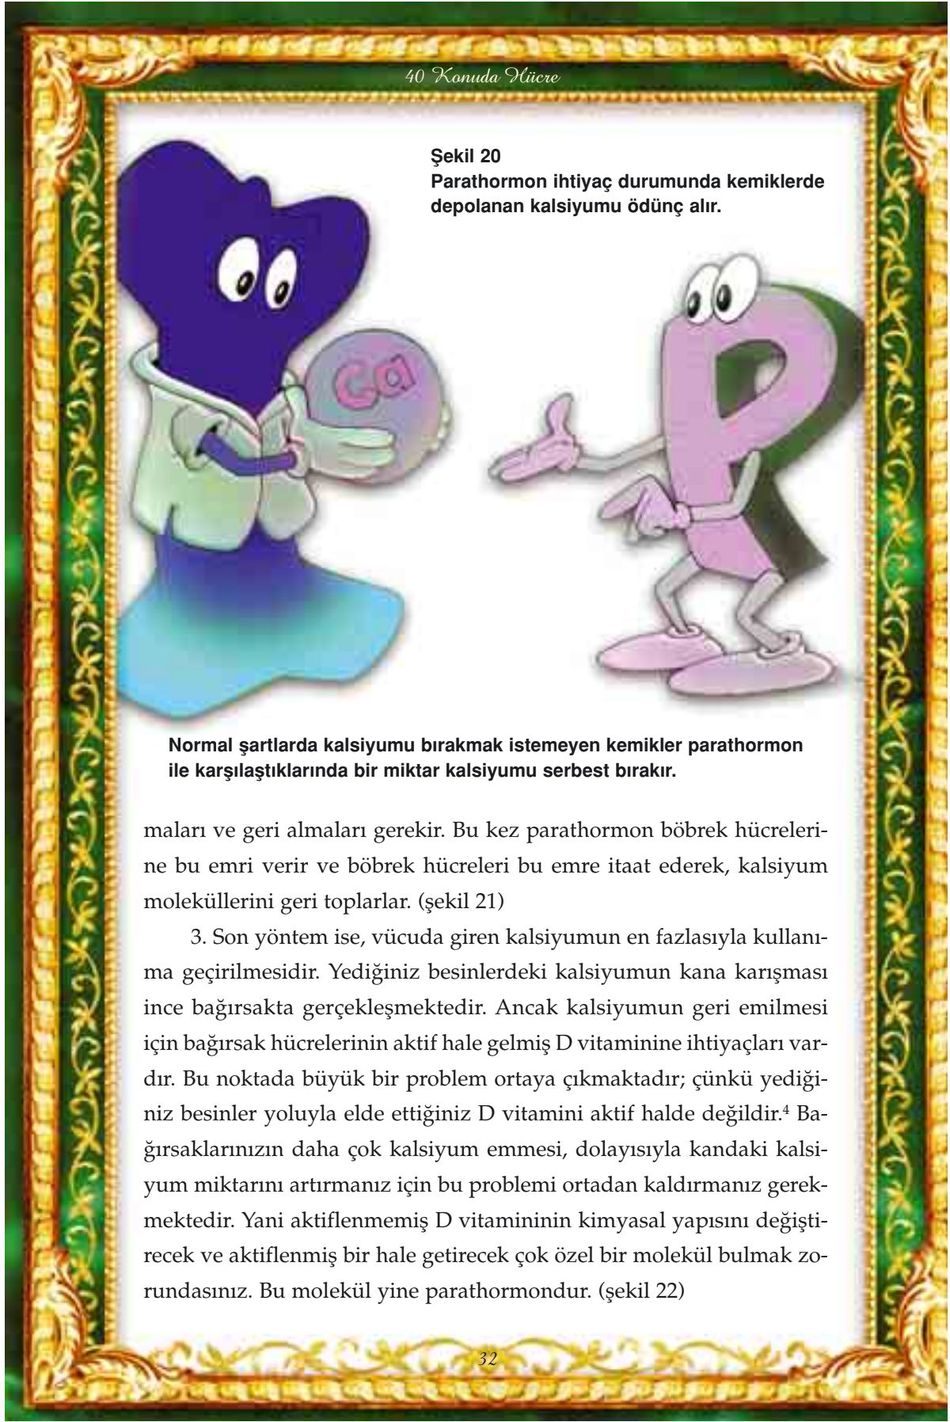 40 Konuda Hücre
Şekil 20
Parathormon ihtiyaç durumunda kemiklerde
depolanan kalsiyumu ödünç alır.
Ca
P
Normal şartlarda kalsiyumu bırakmak istemeyen kemikler parathormon
ile karşılaştıklarında bir miktar kalsiyumu serbest bırakır.
maları ve geri almaları gerekir. Bu kez parathormon böbrek hücreleri-
ne bu emri verir ve böbrek hücreleri bu emre itaat ederek, kalsiyum
moleküllerini geri toplarlar. (şekil 21)
3. Son yöntem ise, vücuda giren kalsiyumun en fazlasıyla kullanı-
ma geçirilmesidir. Yediğiniz besinlerdeki kalsiyumun kana karışması
ince bağırsakta gerçekleşmektedir. Ancak kalsiyumun geri emilmesi
için bağırsak hücrelerinin aktif hale gelmiş D vitaminine ihtiyaçları var-
dır. Bu noktada büyük bir problem ortaya çıkmaktadır; çünkü yediği-
niz besinler yoluyla elde ettiğiniz D vitamini aktif halde değildir.⁴ Ba-
ğırsaklarınızın daha çok kalsiyum emmesi, dolayısıyla kandaki kalsi-
yum miktarını artırmanız için bu problemi ortadan kaldırmanız gerek-
mektedir. Yani aktiflenmemiş D vitamininin kimyasal yapısını değişti-
recek ve aktiflenmiş bir hale getirecek çok özel bir molekül bulmak zo-
rundasınız. Bu molekül yine parathormondur. (şekil 22)
32